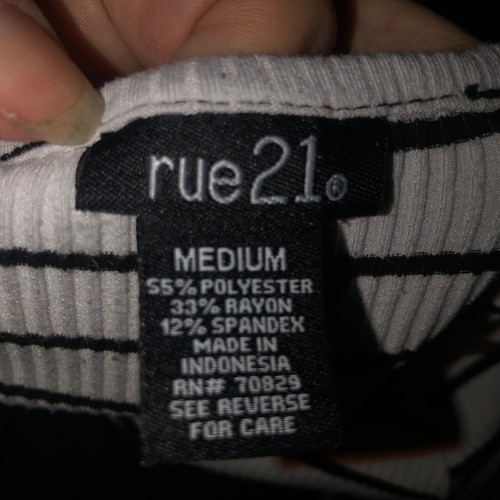 rue21®
MEDIUM
55% POLYESTER
33% RAYON
12% SPANDEX
MADE IN
INDONESIA
RN# 70829
SEE REVERSE
FOR CARE